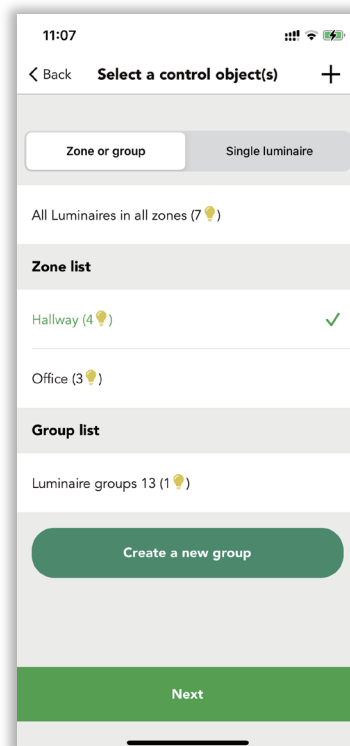 11:07
Back Select a control object(s) +
Zone or group Single luminaire
All Luminaires in all zones (7💡)
Zone list
Hallway (4💡)
Office (3💡)
Group list
Luminaire groups 13 (1💡)
Create a new group
Next